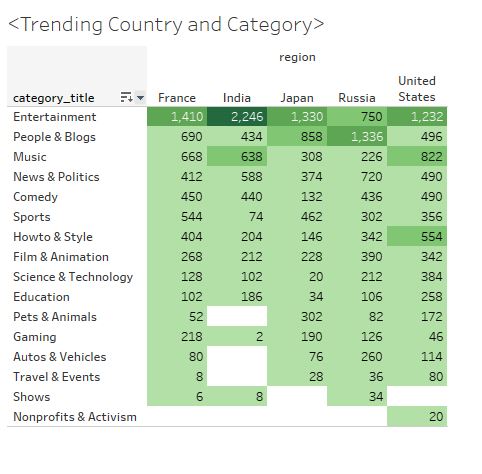 <Trending Country and Category>
region
category_title France India Japan Russia United States
Entertainment 1,410 2,246 1,330 750 1,232
People & Blogs 690 434 858 1,336 496
Music 668 638 308 226 822
News & Politics 412 588 374 720 490
Comedy 450 440 132 436 490
Sports 544 74 462 302 356
Howto & Style 404 204 146 342 554
Film & Animation 268 212 228 390 342
Science & Technology 128 102 20 212 384
Education 102 186 34 106 258
Pets & Animals 52 302 82 172
Gaming 218 2 190 126 46
Autos & Vehicles 80 76 260 114
Travel & Events 8 28 36 80
Shows 6 8 34
Nonprofits & Activism 20